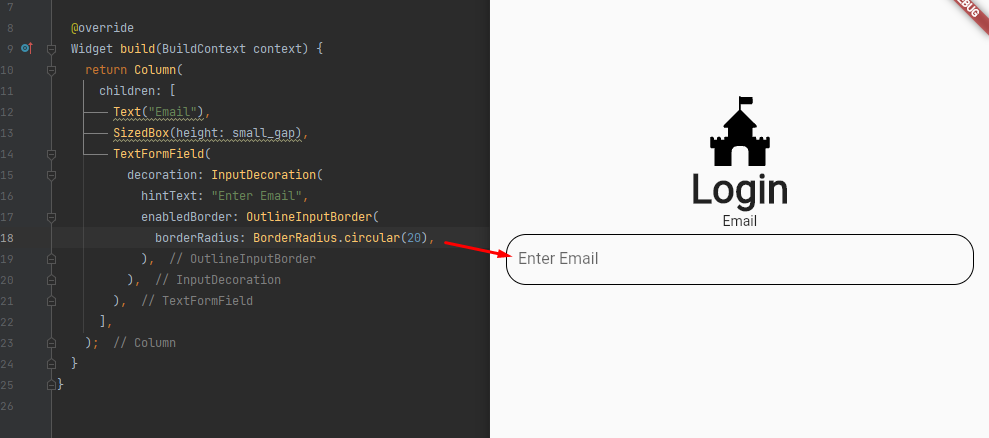 7
8 @override
9 Widget build(BuildContext context) {
10 return Column(
11 children: [
12 Text("Email"),
13 SizedBox(height: small_gap),
14 TextFormField(
15 decoration: InputDecoration(
16 hintText: "Enter Email",
17 enabledBorder: OutlineInputBorder(
18 borderRadius: BorderRadius.circular(20),
19 ), // OutlineInputBorder
20 ), // InputDecoration
21 ), // TextFormField
22 ],
23 ); // Column
24 }
25 }
26
Login
Email
Enter Email